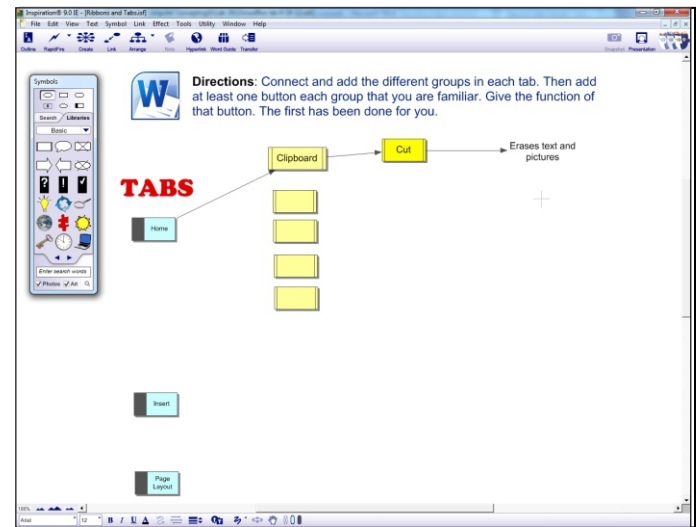 Inspiration® 9.0 IE - [Ribbons and Tabs.isf]
File Edit View Text Symbol Link Effect Tools Utility Window Help
Outline RapidFire Create Link Arrange Note Hyperlink Word Guide Transfer Snapshot Presentation
Symbols
Search Libraries
Basic
Enter search words
Photos Art
W
Directions: Connect and add the different groups in each tab. Then add
at least one button each group that you are familiar. Give the function of
that button. The first has been done for you.
Clipboard
Cut
Erases text and
pictures
TABS
Home
Insert
Page
Layout
100%
Arial 12 B I U A